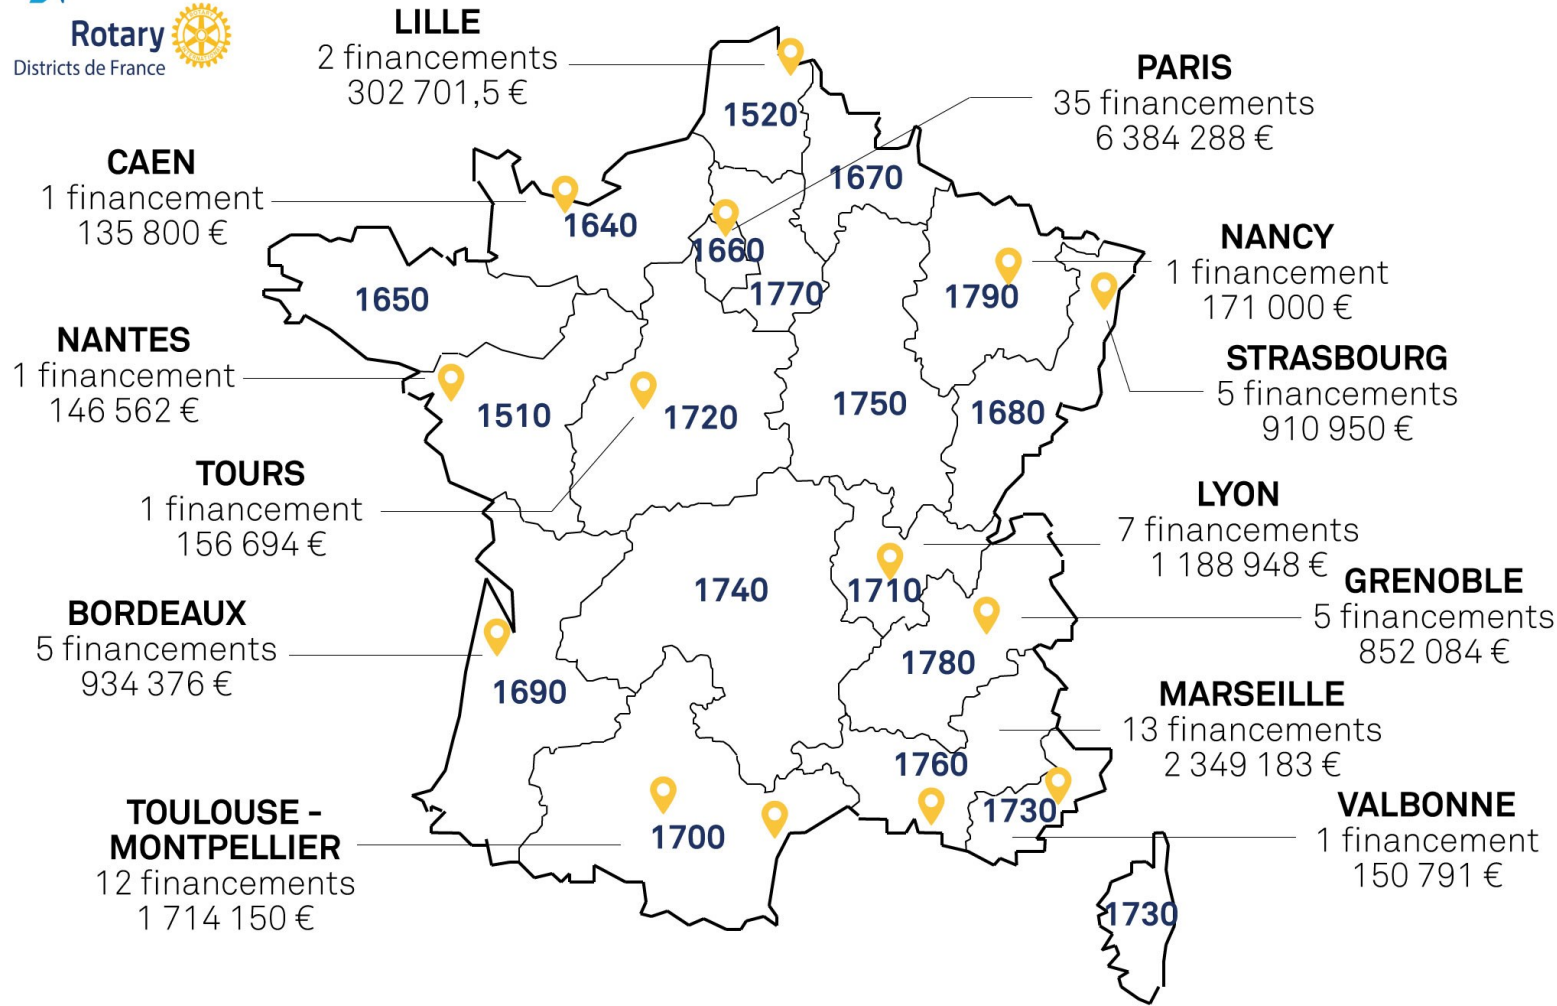 Rotary
Districts de France
LILLE
2 financements
302 701,5 €
PARIS
35 financements
6 384 288 €
CAEN
1 financement
135 800 €
NANCY
1 financement
171 000 €
NANTES
1 financement
146 562 €
STRASBOURG
5 financements
910 950 €
TOURS
1 financement
156 694 €
LYON
7 financements
1 188 948 €
GRENOBLE
5 financements
852 084 €
BORDEAUX
5 financements
934 376 €
MARSEILLE
13 financements
2 349 183 €
TOULOUSE -
MONTPELLIER
12 financements
1 714 150 €
VALBONNE
1 financement
150 791 €
1520
1670
1640
1660
1770
1650
1790
1510
1720
1750
1680
1740
1710
1690
1780
1760
1700
1730
1730